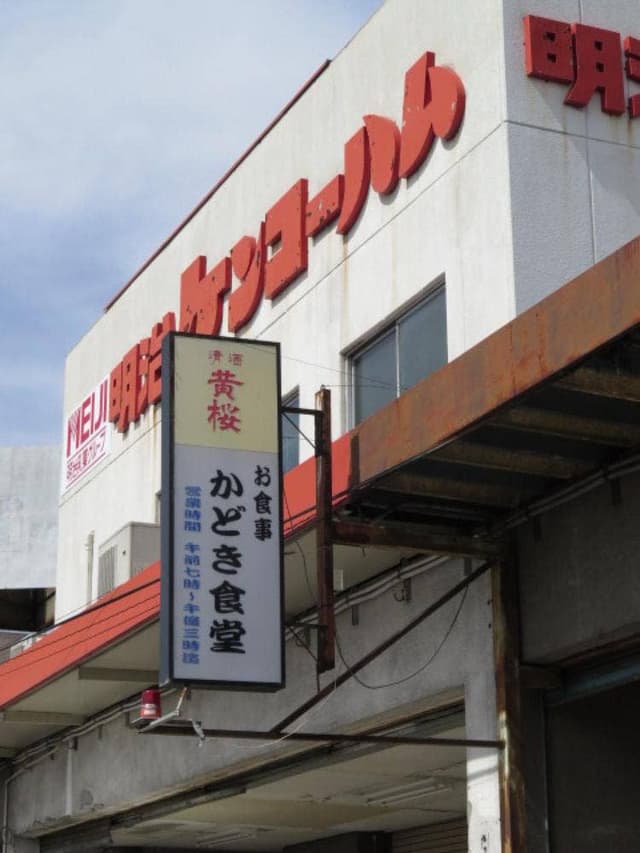 明治ケンコーハム
明
MEIJI
清酒
黄桜
お食事
かどき食堂
営業時間 午前七時〜午後三時迄